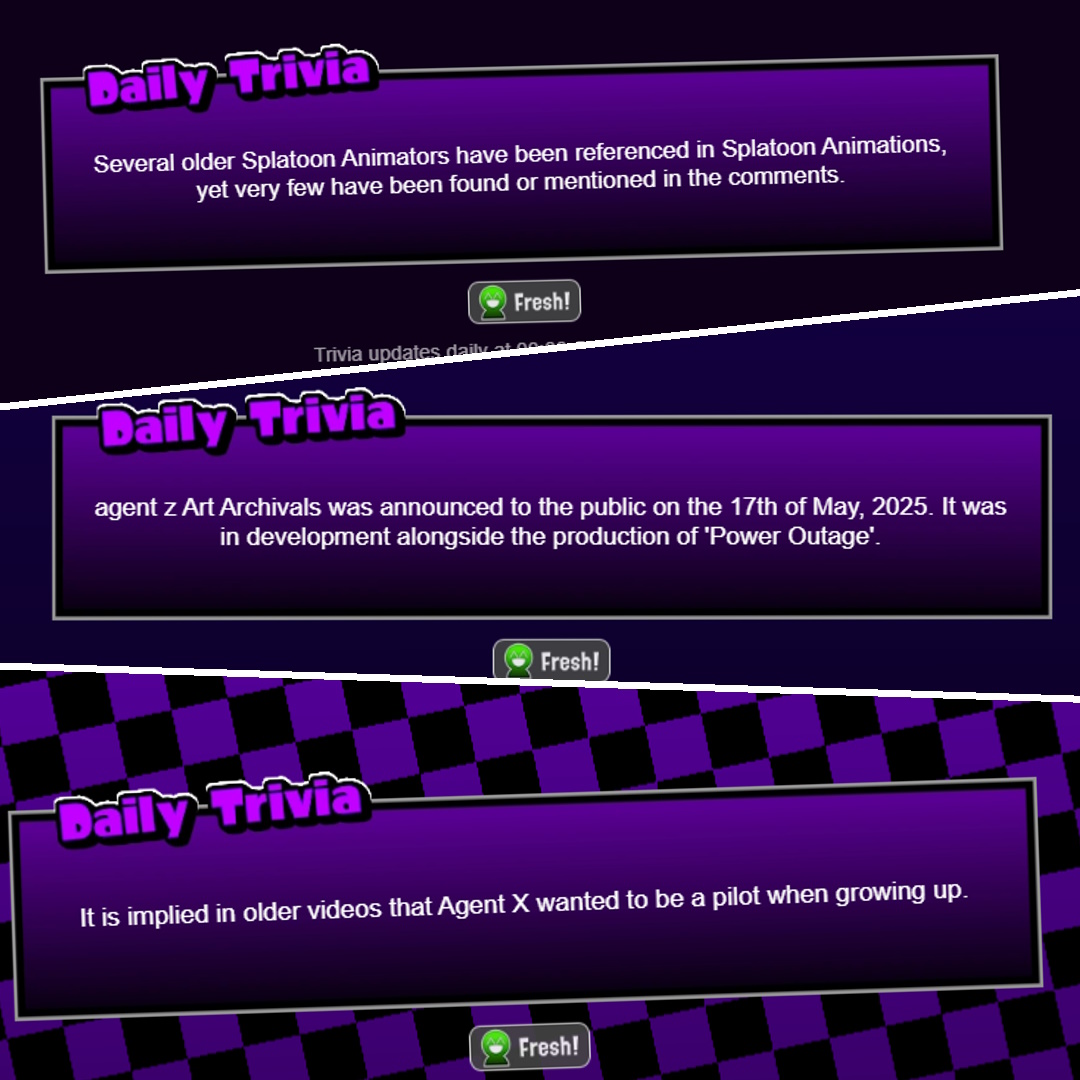 Daily Trivia
Several older Splatoon Animators have been referenced in Splatoon Animations,
yet very few have been found or mentioned in the comments.
Fresh!
Trivia updates daily at
Daily Trivia
agent z Art Archivals was announced to the public on the 17th of May, 2025. It was
in development alongside the production of 'Power Outage'.
Fresh!
Daily Trivia
It is implied in older videos that Agent X wanted to be a pilot when growing up.
Fresh!